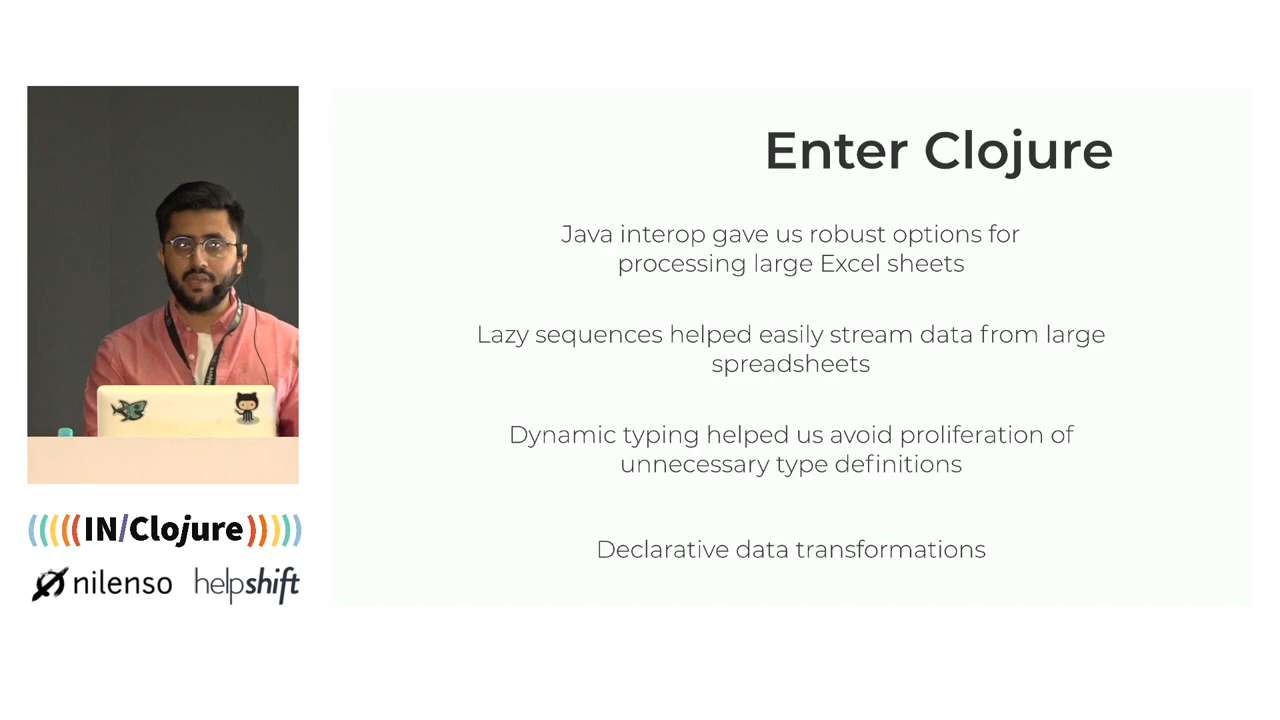 Enter Clojure
Java interop gave us robust options for
processing large Excel sheets
Lazy sequences helped easily stream data from large
spreadsheets
Dynamic typing helped us avoid proliferation of
unnecessary type definitions
Declarative data transformations
(((((IN/Clojure)))))
nilenso helpshift